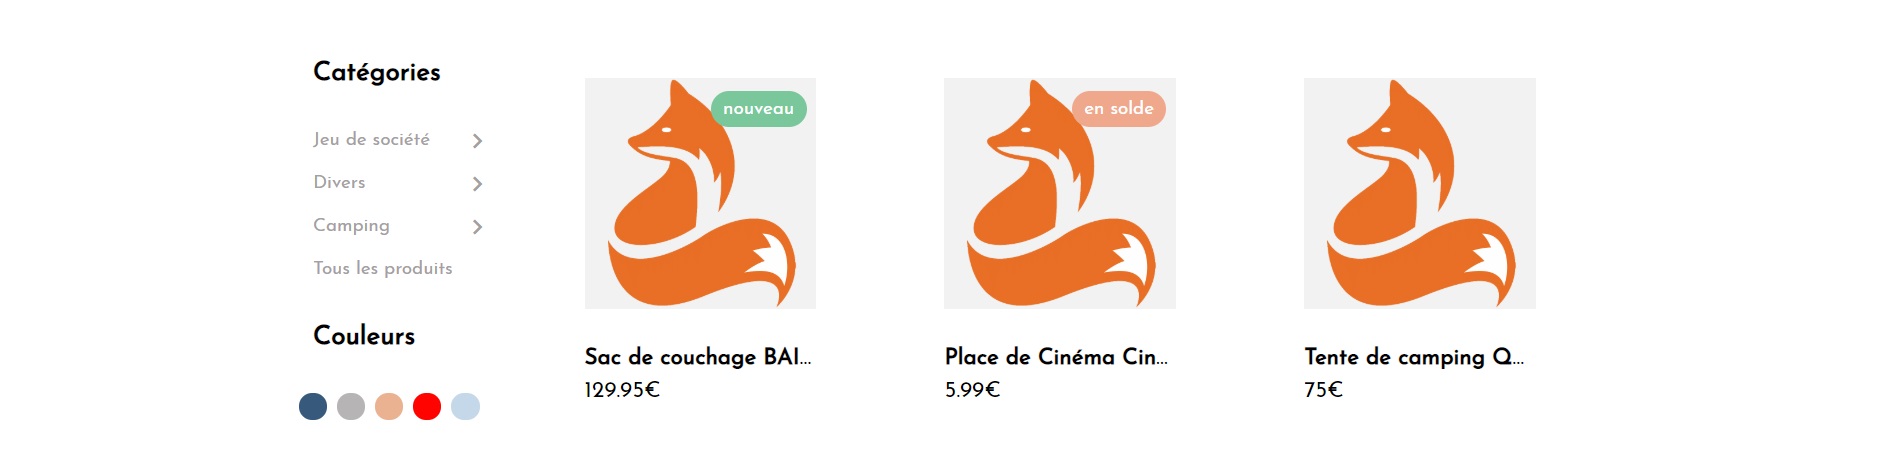 Catégories
Jeu de société
Divers
Camping
Tous les produits
Couleurs
nouveau
Sac de couchage BAI...
129.95€
en solde
Place de Cinéma Cin...
5.99€
Tente de camping Q...
75€